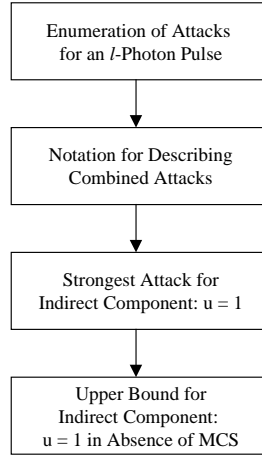 Enumeration of Attacks
for an l-Photon Pulse
Notation for Describing
Combined Attacks
Strongest Attack for
Indirect Component: u = 1
Upper Bound for
Indirect Component:
u = 1 in Absence of MCS